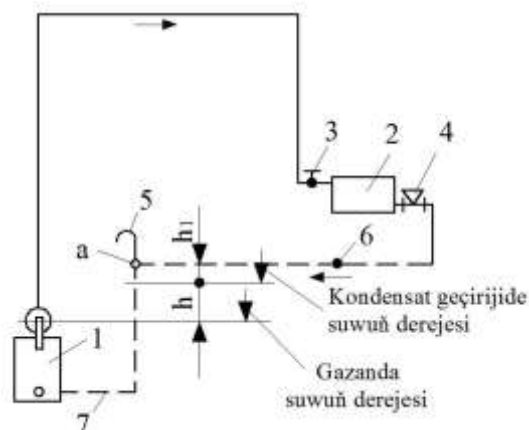 3
2
4
5
a
h₁
6
h
Kondensat geçirijide
suwuň derejesi
1
Gazanda
suwuň derejesi
7